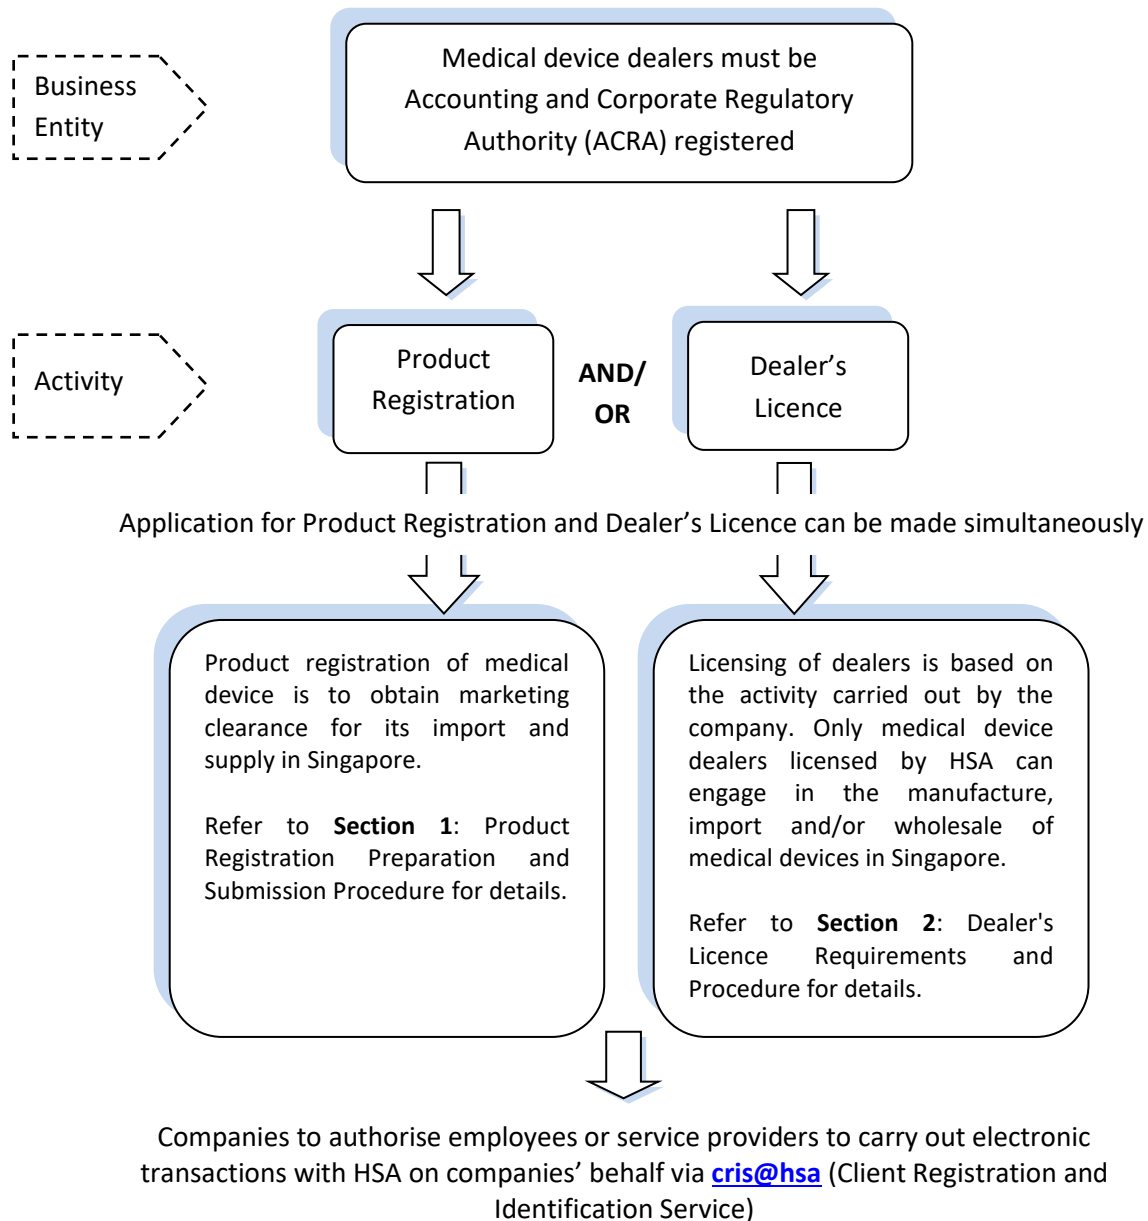 Business
Entity
Medical device dealers must be
Accounting and Corporate Regulatory
Authority (ACRA) registered
Activity
Product
Registration
AND/
OR
Dealer’s
Licence
Application for Product Registration and Dealer’s Licence can be made simultaneously
Product registration of medical
device is to obtain marketing
clearance for its import and
supply in Singapore.
Refer to Section 1: Product
Registration Preparation and
Submission Procedure for details.
Licensing of dealers is based on
the activity carried out by the
company. Only medical device
dealers licensed by HSA can
engage in the manufacture,
import and/or wholesale of
medical devices in Singapore.
Refer to Section 2: Dealer's
Licence Requirements and
Procedure for details.
Companies to authorise employees or service providers to carry out electronic
transactions with HSA on companies’ behalf via cris@hsa (Client Registration and
Identification Service)